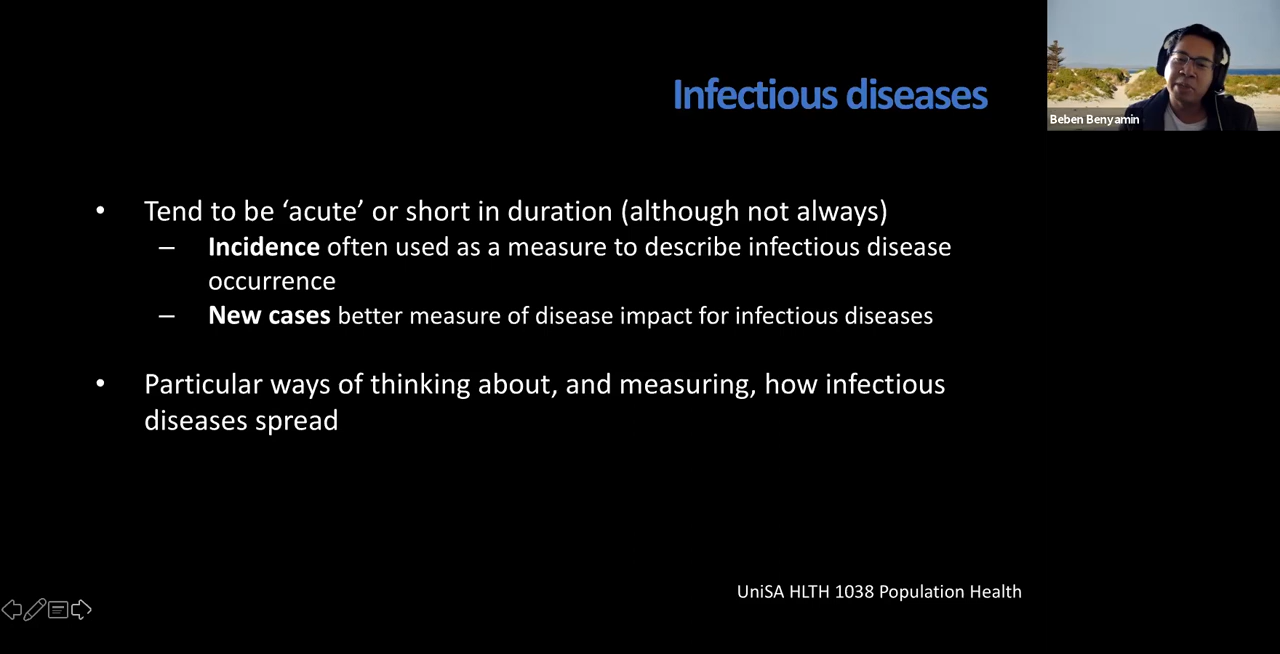 Infectious diseases
Beben Benyamin
• Tend to be ‘acute’ or short in duration (although not always)
– Incidence often used as a measure to describe infectious disease
occurrence
– New cases better measure of disease impact for infectious diseases
• Particular ways of thinking about, and measuring, how infectious
diseases spread
UniSA HLTH 1038 Population Health